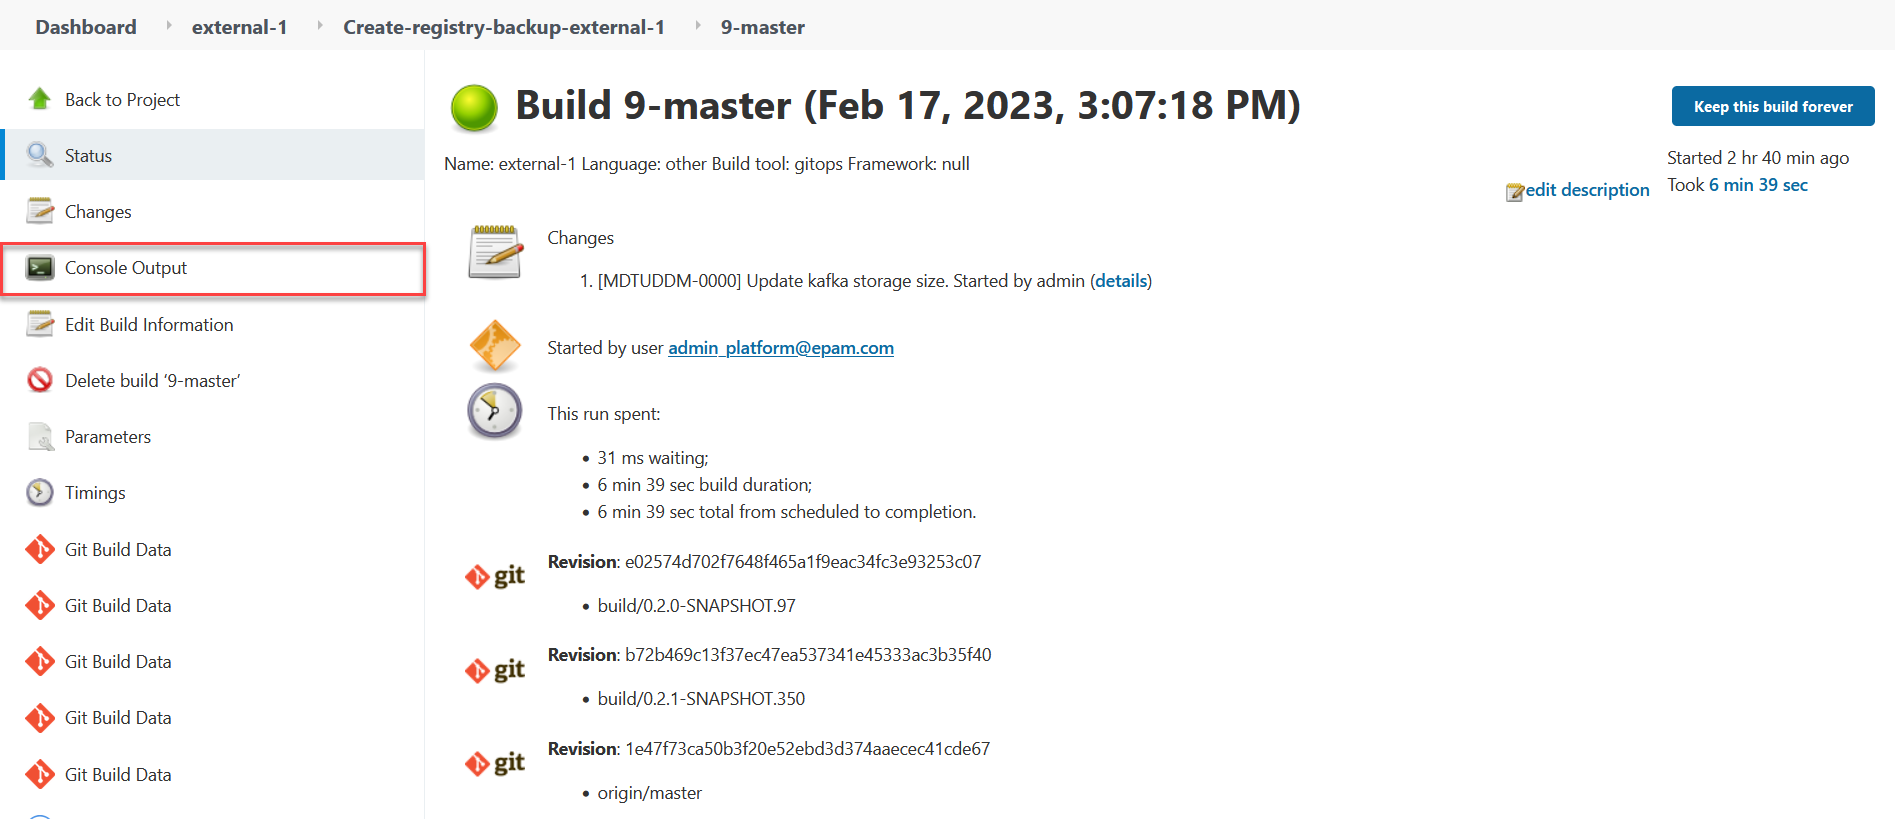 Dashboard external-1 Create-registry-backup-external-1 9-master
Back to Project
Status
Changes
Console Output
Edit Build Information
Delete build ‘9-master’
Parameters
Timings
Git Build Data
Git Build Data
Git Build Data
Git Build Data
Git Build Data
Build 9-master (Feb 17, 2023, 3:07:18 PM)
Keep this build forever
Name: external-1 Language: other Build tool: gitops Framework: null
Started 2 hr 40 min ago
Took 6 min 39 sec
edit description
Changes
1. [MDTUDDM-0000] Update kafka storage size. Started by admin (details)
Started by user admin_platform@epam.com
This run spent:
• 31 ms waiting;
• 6 min 39 sec build duration;
• 6 min 39 sec total from scheduled to completion.
git
Revision: e02574d702f7648f465a1f9eac34fc3e93253c07
• build/0.2.0-SNAPSHOT.97
git
Revision: b72b469c13f37ec47ea537341e45333ac3b35f40
• build/0.2.1-SNAPSHOT.350
git
Revision: 1e47f73ca50b3f20e52ebd3d374aaecec41cde67
• origin/master